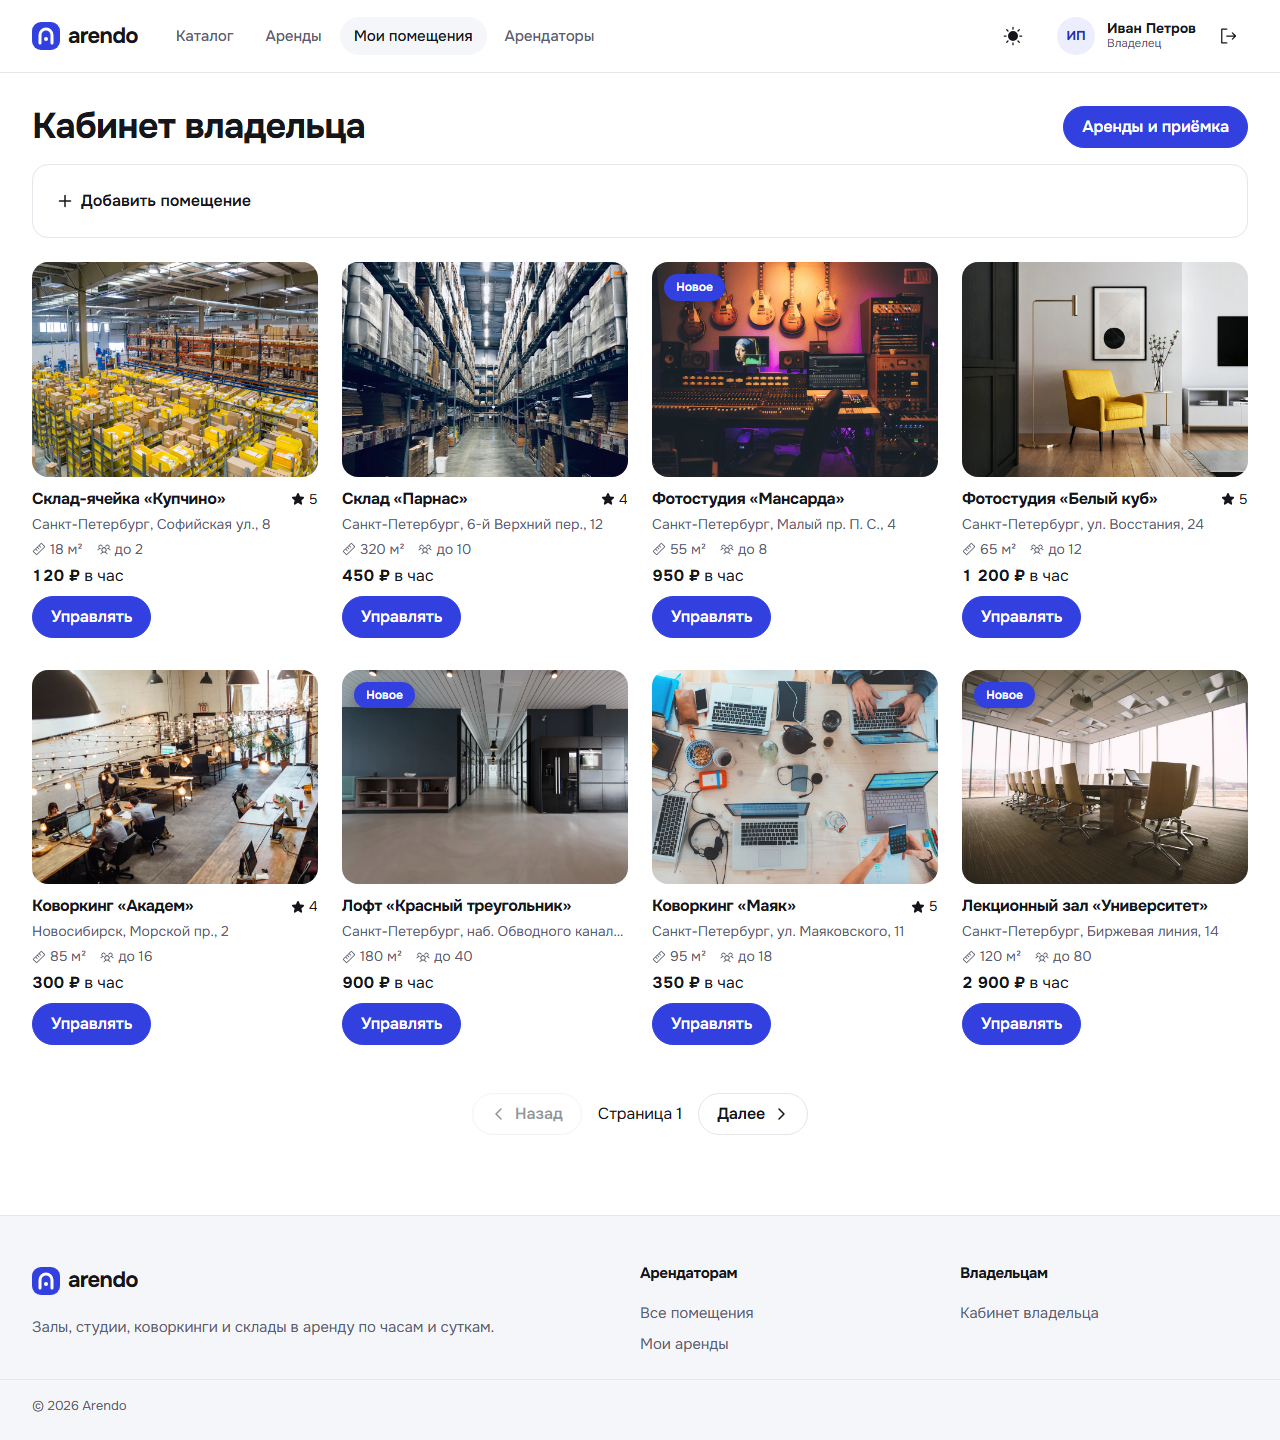 arendo
Каталог
Аренды
Мои помещения
Арендаторы
ИП
Иван Петров
Владелец
Кабинет владельца
Аренды и приёмка
Добавить помещение
Новое
Склад-ячейка «Купчино» 5
Санкт-Петербург, Софийская ул., 8
18 м² до 2
120 ₽ в час
Управлять
Склад «Парнас» 4
Санкт-Петербург, 6-й Верхний пер., 12
320 м² до 10
450 ₽ в час
Управлять
Фотостудия «Мансарда»
Санкт-Петербург, Малый пр. П. С., 4
55 м² до 8
950 ₽ в час
Управлять
Фотостудия «Белый куб» 5
Санкт-Петербург, ул. Восстания, 24
65 м² до 12
1 200 ₽ в час
Управлять
Коворкинг «Академ» 4
Новосибирск, Морской пр., 2
85 м² до 16
300 ₽ в час
Управлять
Новое
Лофт «Красный треугольник»
Санкт-Петербург, наб. Обводного канал...
180 м² до 40
900 ₽ в час
Управлять
Коворкинг «Маяк» 5
Санкт-Петербург, ул. Маяковского, 11
95 м² до 18
350 ₽ в час
Управлять
Новое
Лекционный зал «Университет»
Санкт-Петербург, Биржевая линия, 14
120 м² до 80
2 900 ₽ в час
Управлять
Назад
Страница 1
Далее
arendo
Залы, студии, коворкинги и склады в аренду по часам и суткам.
Арендаторам
Все помещения
Мои аренды
Владельцам
Кабинет владельца
© 2026 Arendo